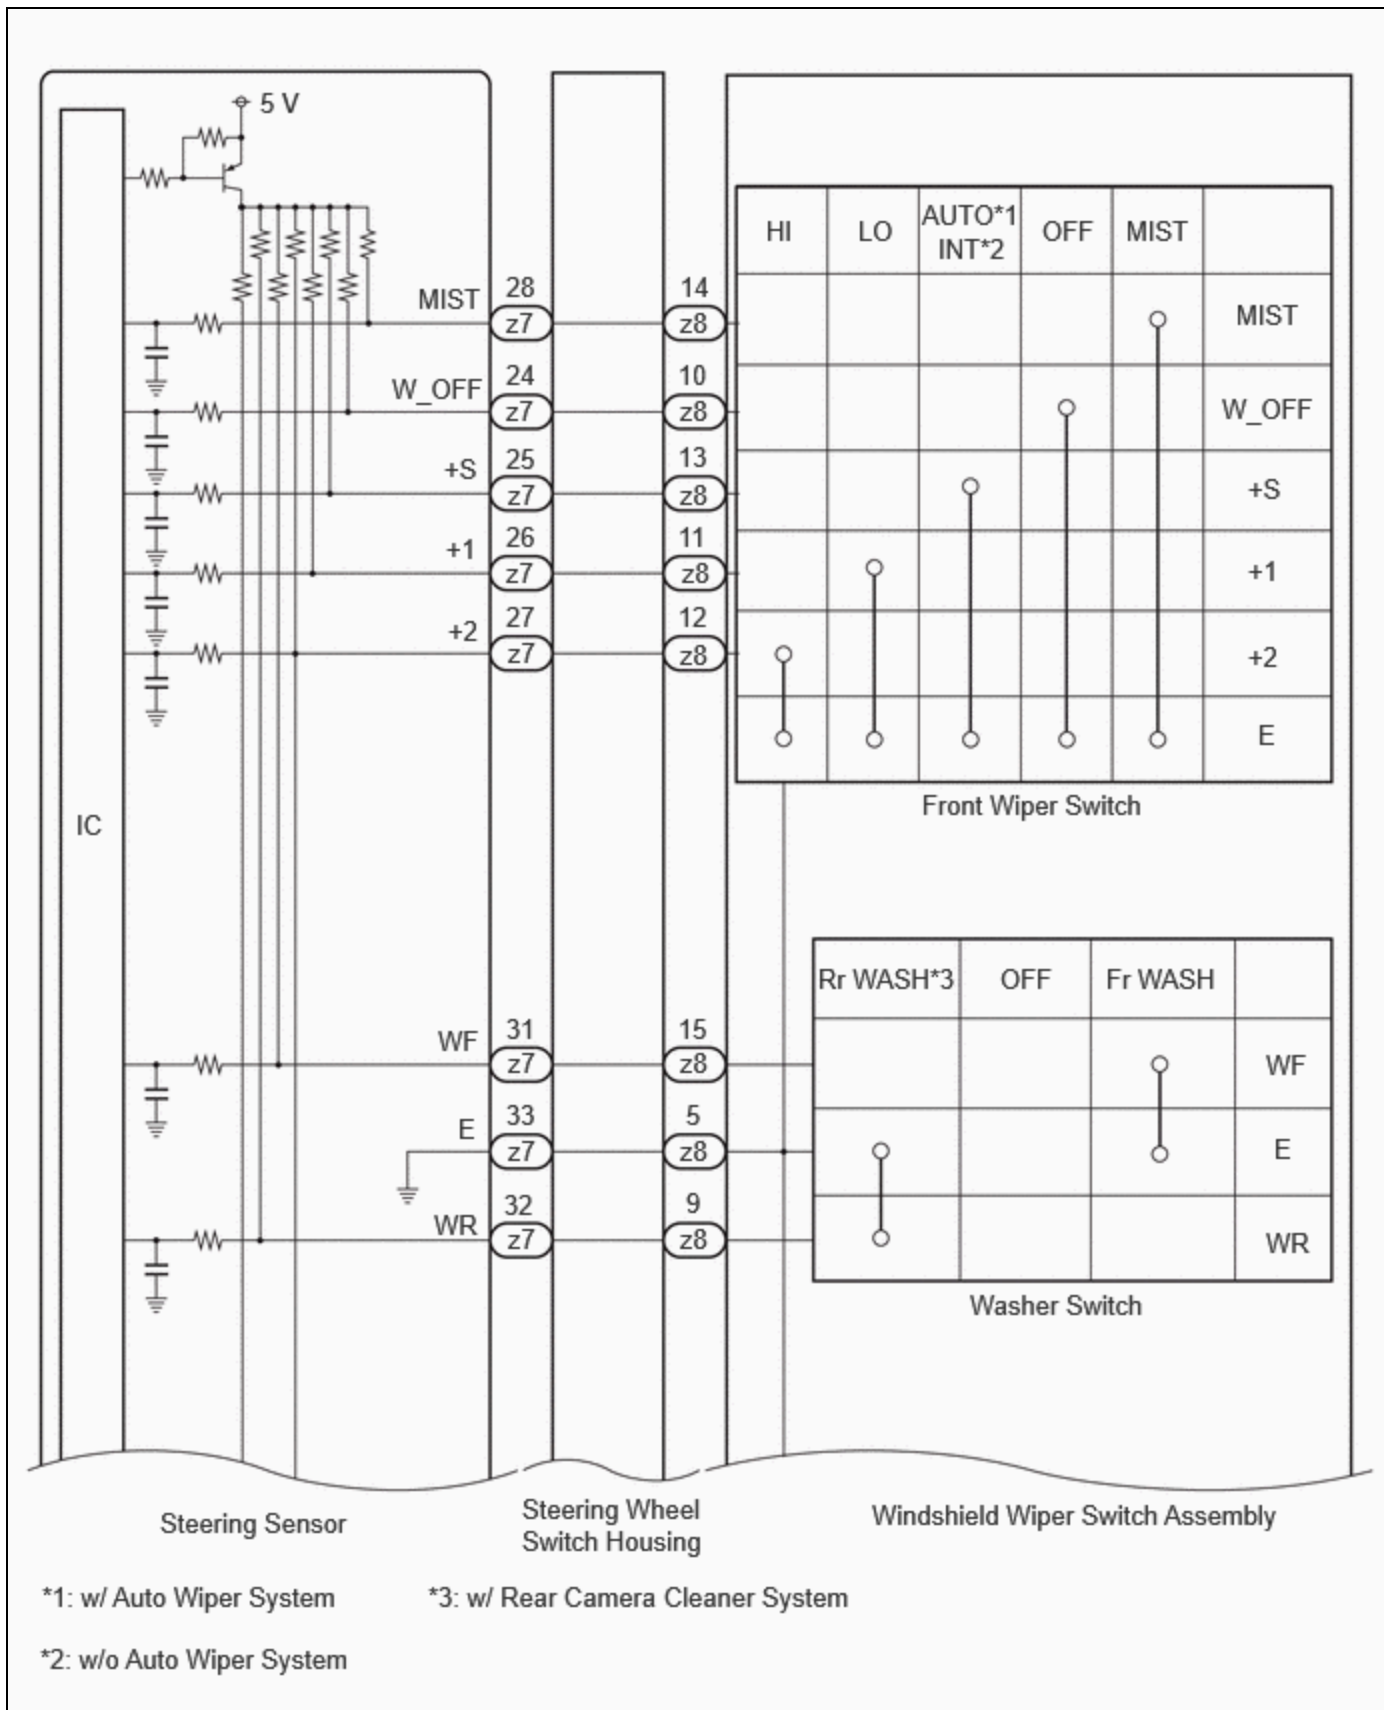 5 V
HI LO AUTO*1 OFF MIST
INT*2
MIST 28 14 MIST
z7 z8
W_OFF 24 10 W_OFF
z7 z8
+S 25 13 +S
z7 z8
+1 26 11 +1
z7 z8
+2 27 12 +2
z7 z8
E
Front Wiper Switch
IC
Rr WASH*3 OFF Fr WASH
WF 31 15 WF
z7 z8
E 33 5 E
z7 z8
WR 32 9 WR
z7 z8
Washer Switch
Steering Sensor
Steering Wheel
Switch Housing
Windshield Wiper Switch Assembly
*1: w/ Auto Wiper System
*3: w/ Rear Camera Cleaner System
*2: w/o Auto Wiper System